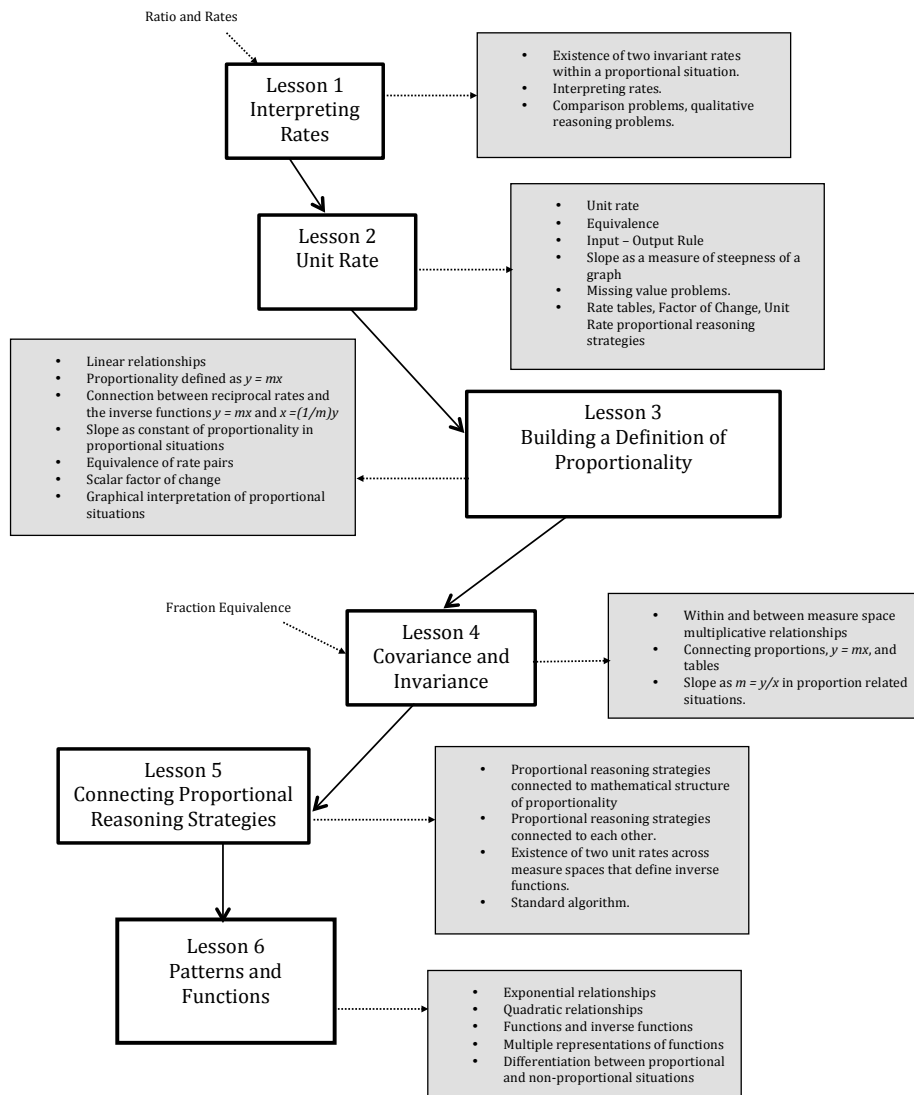 Ratio and Rates
Lesson 1
Interpreting
Rates
• Existence of two invariant rates
within a proportional situation.
• Interpreting rates.
• Comparison problems, qualitative
reasoning problems.
Lesson 2
Unit Rate
• Unit rate
• Equivalence
• Input – Output Rule
• Slope as a measure of steepness of a
graph
• Missing value problems.
• Rate tables, Factor of Change, Unit
Rate proportional reasoning
strategies
• Linear relationships
• Proportionality defined as y = mx
• Connection between reciprocal rates and
the inverse functions y = mx and x =(1/m)y
• Slope as constant of proportionality in
proportional situations
• Equivalence of rate pairs
• Scalar factor of change
• Graphical interpretation of proportional
situations
Lesson 3
Building a Definition of
Proportionality
Fraction Equivalence
Lesson 4
Covariance and
Invariance
• Within and between measure space
multiplicative relationships
• Connecting proportions, y = mx, and
tables
• Slope as m = y/x in proportion related
situations.
Lesson 5
Connecting Proportional
Reasoning Strategies
• Proportional reasoning strategies
connected to mathematical structure
of proportionality
• Proportional reasoning strategies
connected to each other.
• Existence of two unit rates across
measure spaces that define inverse
functions.
• Standard algorithm.
Lesson 6
Patterns and
Functions
• Exponential relationships
• Quadratic relationships
• Functions and inverse functions
• Multiple representations of functions
• Differentiation between proportional
and non-proportional situations